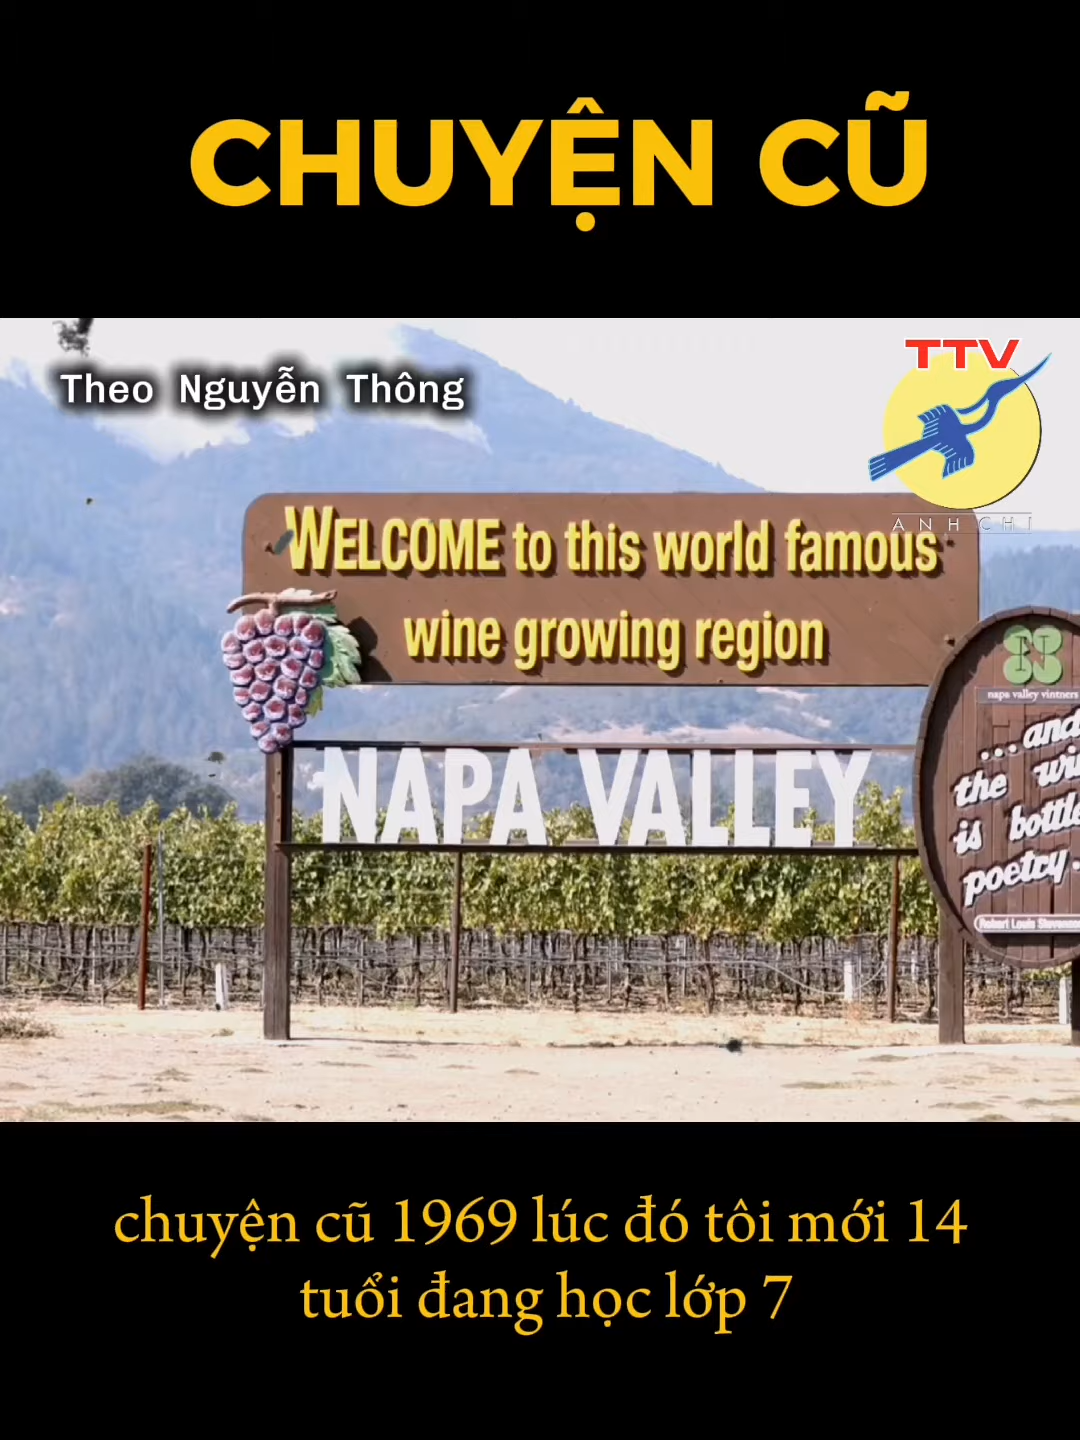 CHUYỆN CŨ
Theo Nguyễn Thông
TTV
ANH CHI
WELCOME to this world famous
wine growing region
NAPA VALLEY
napa valley vintners
...and
the
is
poetry.
Robert Louis
chuyện cũ 1969 lúc đó tôi mới 14
tuổi đang học lớp 7